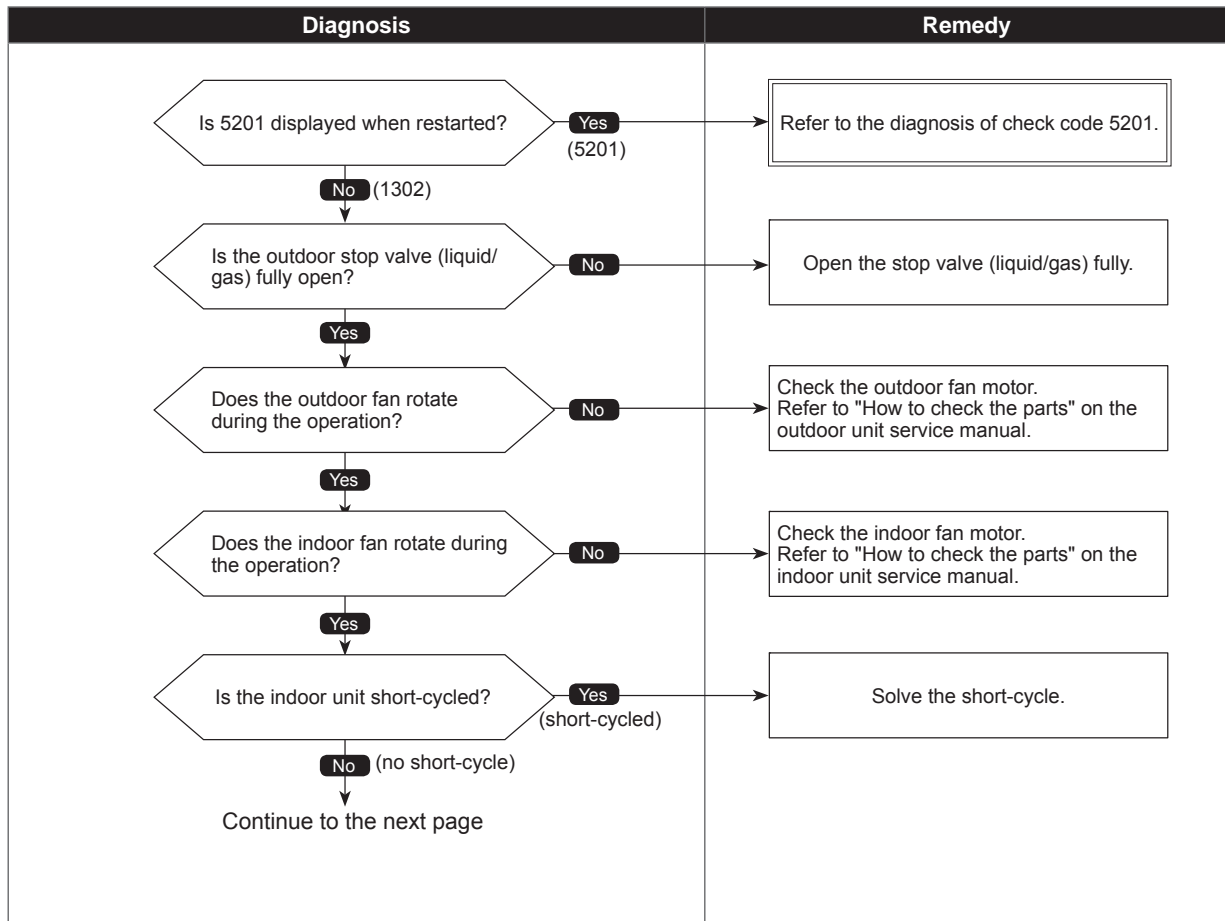 Diagnosis
Remedy
Is 5201 displayed when restarted?
Yes
(5201)
Refer to the diagnosis of check code 5201.
No (1302)
Is the outdoor stop valve (liquid/
gas) fully open?
No
Open the stop valve (liquid/gas) fully.
Yes
Does the outdoor fan rotate
during the operation?
No
Check the outdoor fan motor.
Refer to "How to check the parts" on the
outdoor unit service manual.
Yes
Does the indoor fan rotate during
the operation?
No
Check the indoor fan motor.
Refer to "How to check the parts" on the
indoor unit service manual.
Yes
Is the indoor unit short-cycled?
Yes
(short-cycled)
Solve the short-cycle.
No (no short-cycle)
Continue to the next page